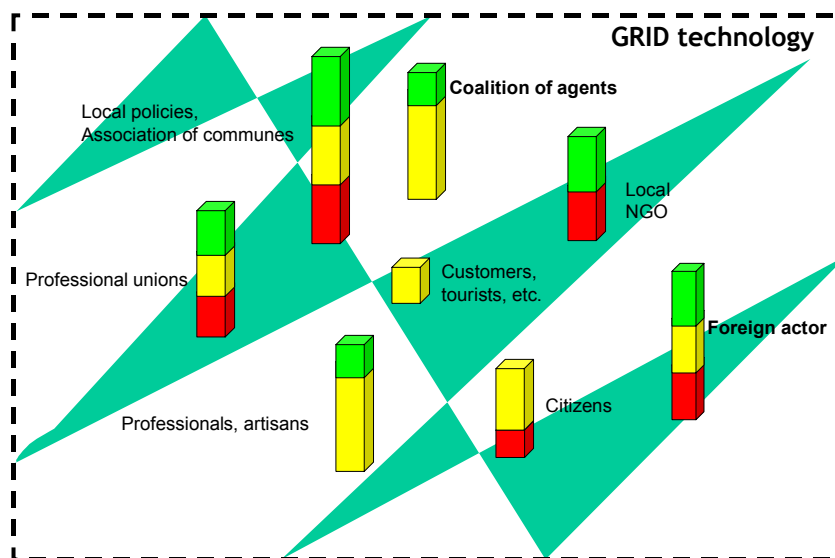 GRID technology
Coalition of agents
Local policies,
Association of communes
Local
NGO
Professional unions
Customers,
tourists, etc.
Foreign actor
Professionals, artisans
Citizens